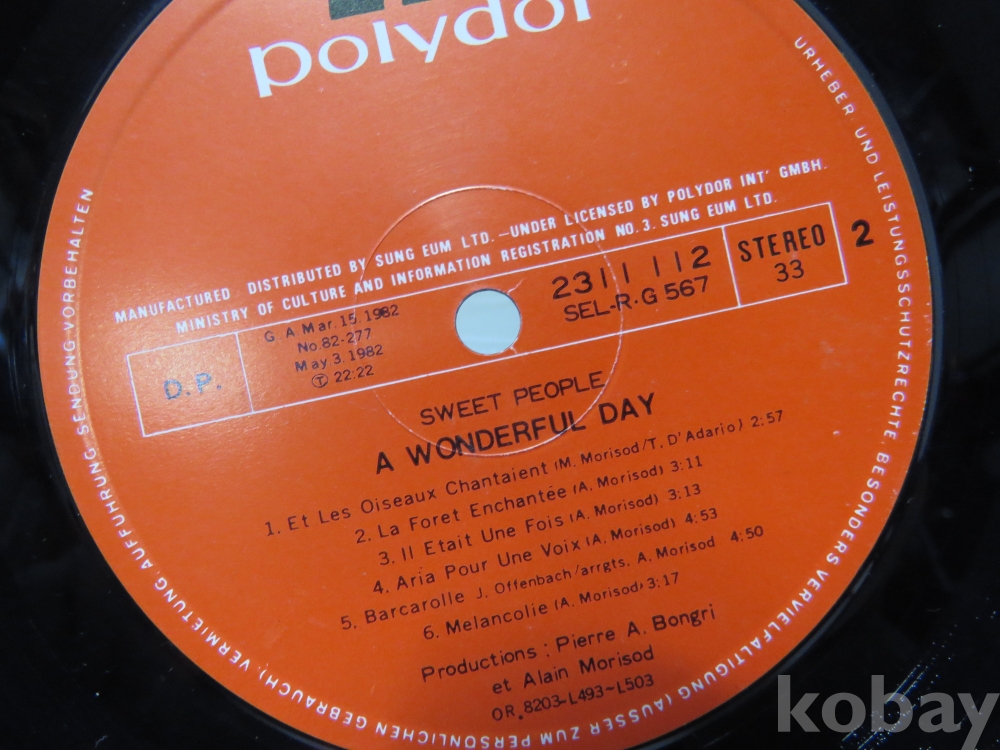 polydor
MANUFACTURED DISTRIBUTED BY SUNG EUM LTD. –UNDER LICENSED BY POLYDOR INT' GMBH.
MINISTRY OF CULTURE AND INFORMATION REGISTRATION NO. 3. SUNG EUM LTD.
D.P.
G A Mar. 15. 1982
No. 82-277
May 3. 1982
Ⓣ 22:22
2311 112
SEL-R·G 567
STEREO
33
2
SWEET PEOPLE
A WONDERFUL DAY
1. Et Les Oiseaux Chantaient (M. Morisod/T. D'Adario) 2:57
2. La Foret Enchantée (A. Morisod) 3:11
3. Il Etait Une Fois (A. Morisod) 3:13
4. Aria Pour Une Voix (A. Morisod) 4:53
5. Barcarolle J. Offenbach/arrgts. A. Morisod 4:50
6. Melancolie (A. Morisod) 3:17
Productions : Pierre A. Bongri
et Alain Morisod
OR. 8203-L493~L503
URHEBER UND LEISTUNGSSCHUTZRECHTE, BESONDERS VERVIELFALTIGUNG (AUSSER ZUM PERSÖNLICHEN GEBRAUCH), VERMIETUNG, AUFFUHRUNG, SENDUNG VORBEHALTEN
kobay